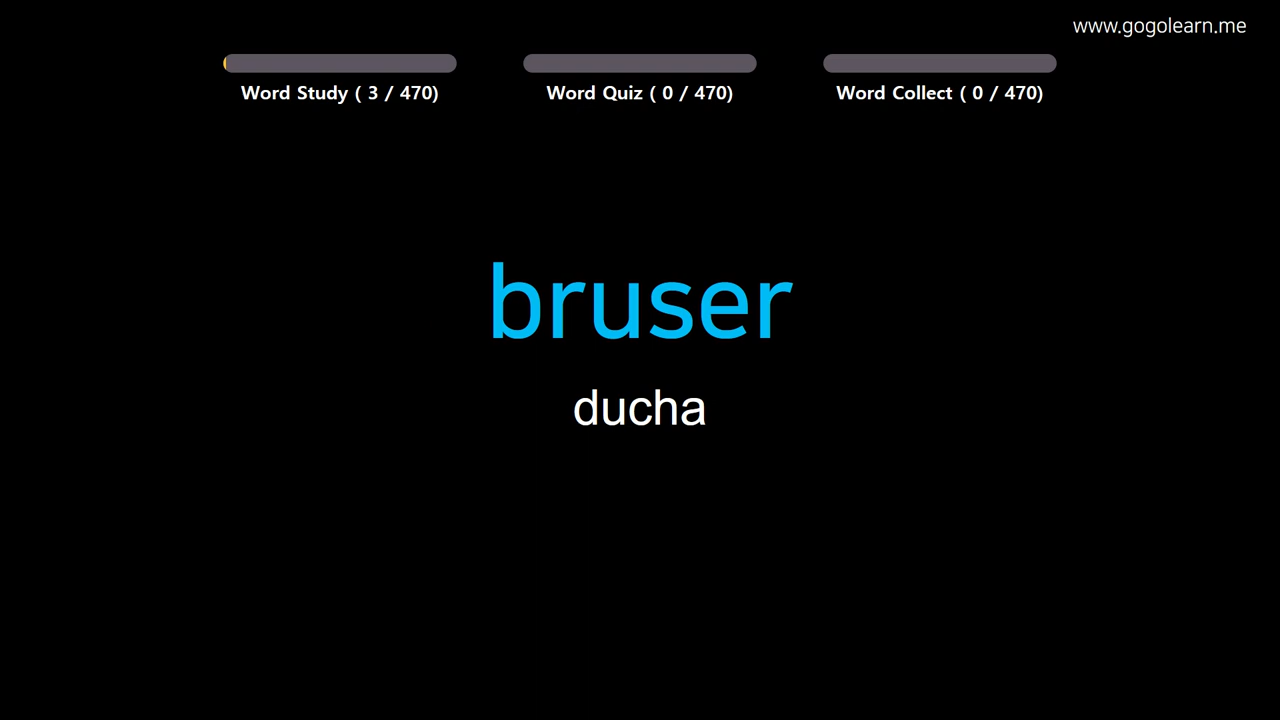 www.gogolearn.me
Word Study ( 3 / 470)
Word Quiz ( 0 / 470)
Word Collect ( 0 / 470)
bruser
ducha